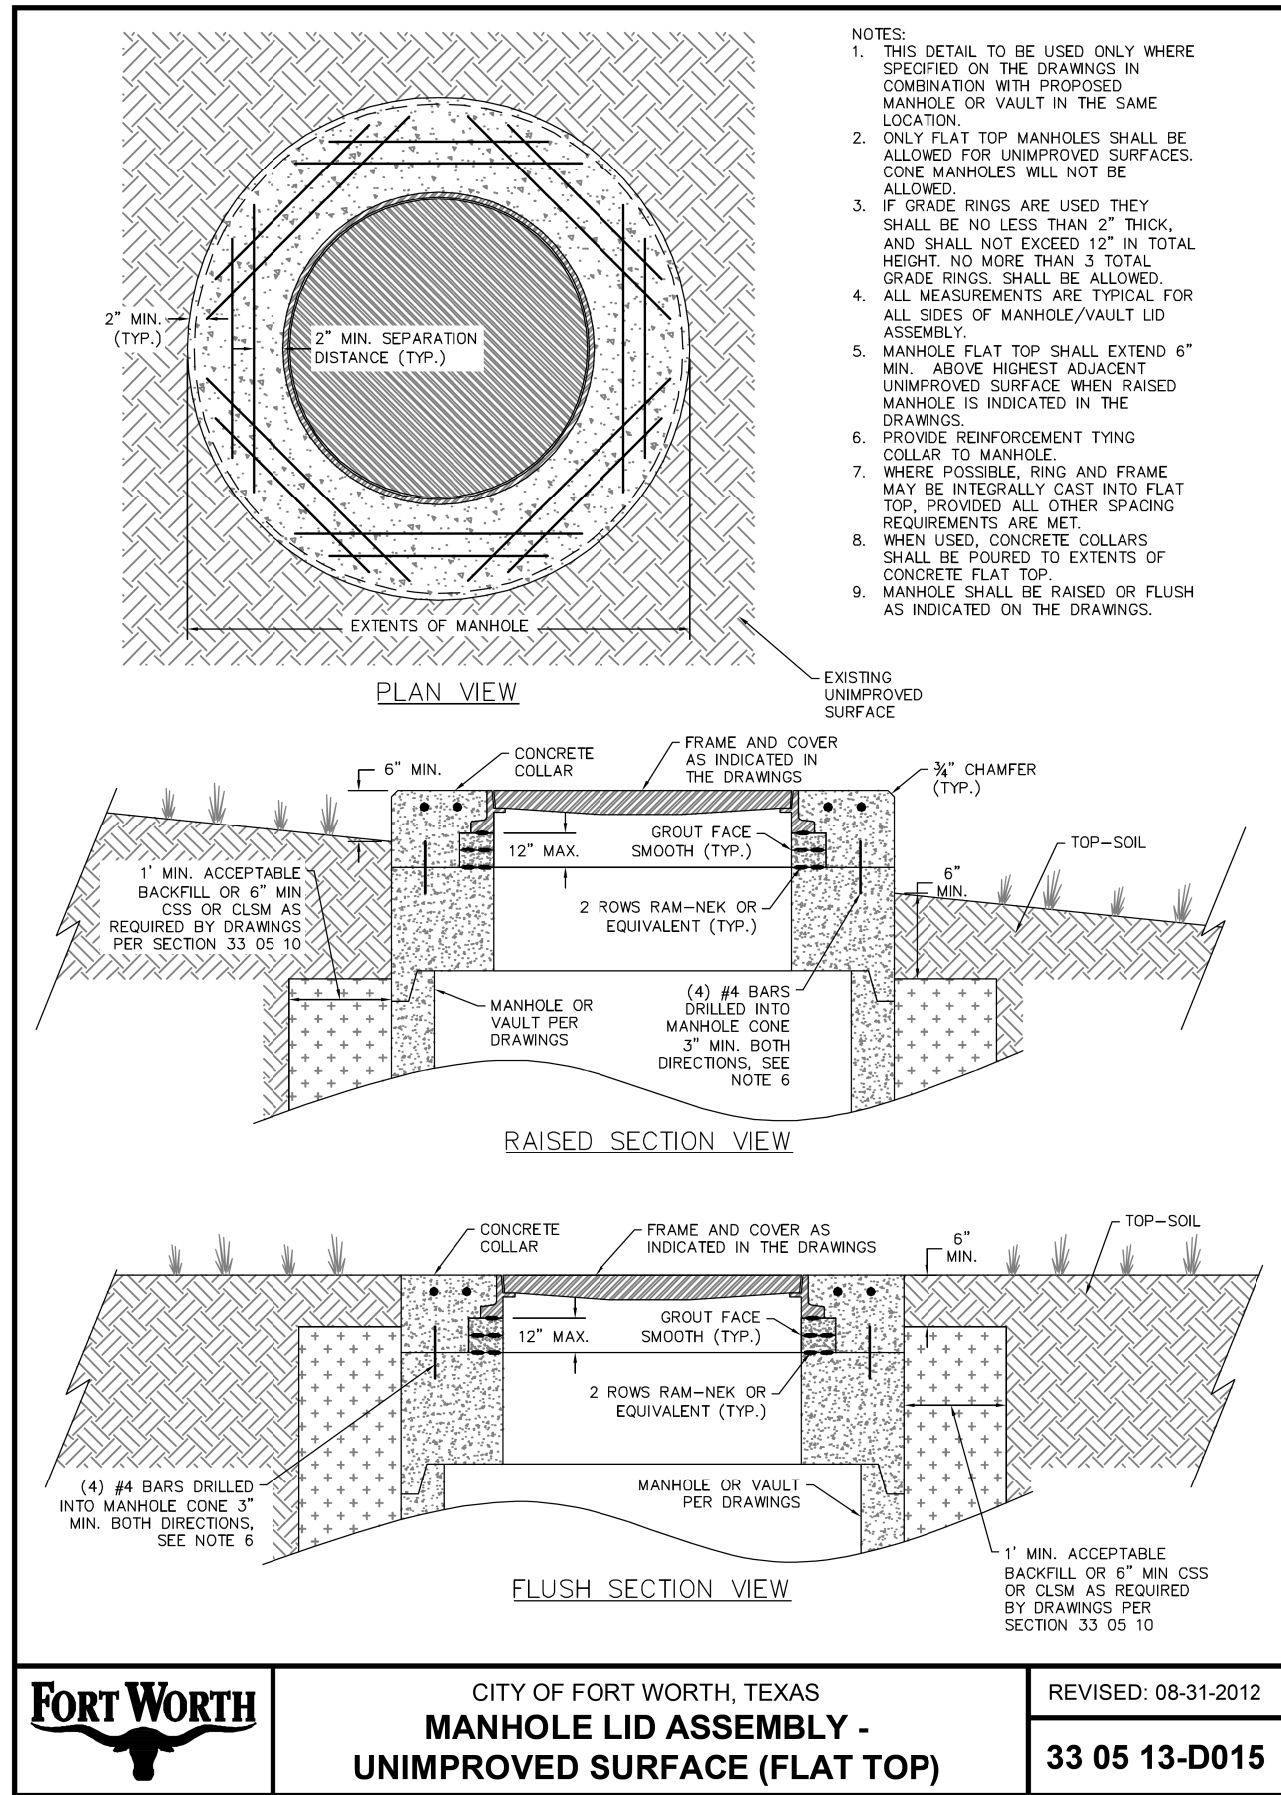 NOTES:
1. THIS DETAIL TO BE USED ONLY WHERE
SPECIFIED ON THE DRAWINGS IN
COMBINATION WITH PROPOSED
MANHOLE OR VAULT IN THE SAME
LOCATION.
2. ONLY FLAT TOP MANHOLES SHALL BE
ALLOWED FOR UNIMPROVED SURFACES.
CONE MANHOLES WILL NOT BE
ALLOWED.
3. IF GRADE RINGS ARE USED THEY
SHALL BE NO LESS THAN 2" THICK,
AND SHALL NOT EXCEED 12" IN TOTAL
HEIGHT. NO MORE THAN 3 TOTAL
GRADE RINGS. SHALL BE ALLOWED.
4. ALL MEASUREMENTS ARE TYPICAL FOR
ALL SIDES OF MANHOLE/VAULT LID
ASSEMBLY.
5. MANHOLE FLAT TOP SHALL EXTEND 6"
MIN. ABOVE HIGHEST ADJACENT
UNIMPROVED SURFACE WHEN RAISED
MANHOLE IS INDICATED IN THE
DRAWINGS.
6. PROVIDE REINFORCEMENT TYING
COLLAR TO MANHOLE.
7. WHERE POSSIBLE, RING AND FRAME
MAY BE INTEGRALLY CAST INTO FLAT
TOP, PROVIDED ALL OTHER SPACING
REQUIREMENTS ARE MET.
8. WHEN USED, CONCRETE COLLARS
SHALL BE POURED TO EXTENTS OF
CONCRETE FLAT TOP.
9. MANHOLE SHALL BE RAISED OR FLUSH
AS INDICATED ON THE DRAWINGS.
2" MIN.
(TYP.)
2" MIN. SEPARATION
DISTANCE (TYP.)
EXTENTS OF MANHOLE
EXISTING
UNIMPROVED
SURFACE
PLAN VIEW
6" MIN.
CONCRETE
COLLAR
FRAME AND COVER
AS INDICATED IN
THE DRAWINGS
¾" CHAMFER
(TYP.)
12" MAX.
GROUT FACE
SMOOTH (TYP.)
TOP-SOIL
1' MIN. ACCEPTABLE
BACKFILL OR 6" MIN
CSS OR CLSM AS
REQUIRED BY DRAWINGS
PER SECTION 33 05 10
6"
MIN.
2 ROWS RAM-NEK OR
EQUIVALENT (TYP.)
MANHOLE OR
VAULT PER
DRAWINGS
(4) #4 BARS
DRILLED INTO
MANHOLE CONE
3" MIN. BOTH
DIRECTIONS, SEE
NOTE 6
RAISED SECTION VIEW
CONCRETE
COLLAR
FRAME AND COVER AS
INDICATED IN THE DRAWINGS
6"
MIN.
TOP-SOIL
12" MAX.
GROUT FACE
SMOOTH (TYP.)
2 ROWS RAM-NEK OR
EQUIVALENT (TYP.)
(4) #4 BARS DRILLED
INTO MANHOLE CONE 3"
MIN. BOTH DIRECTIONS,
SEE NOTE 6
MANHOLE OR VAULT
PER DRAWINGS
1' MIN. ACCEPTABLE
BACKFILL OR 6" MIN CSS
OR CLSM AS REQUIRED
BY DRAWINGS PER
SECTION 33 05 10
FLUSH SECTION VIEW
FORT WORTH
CITY OF FORT WORTH, TEXAS
MANHOLE LID ASSEMBLY -
UNIMPROVED SURFACE (FLAT TOP)
REVISED: 08-31-2012
33 05 13-D015